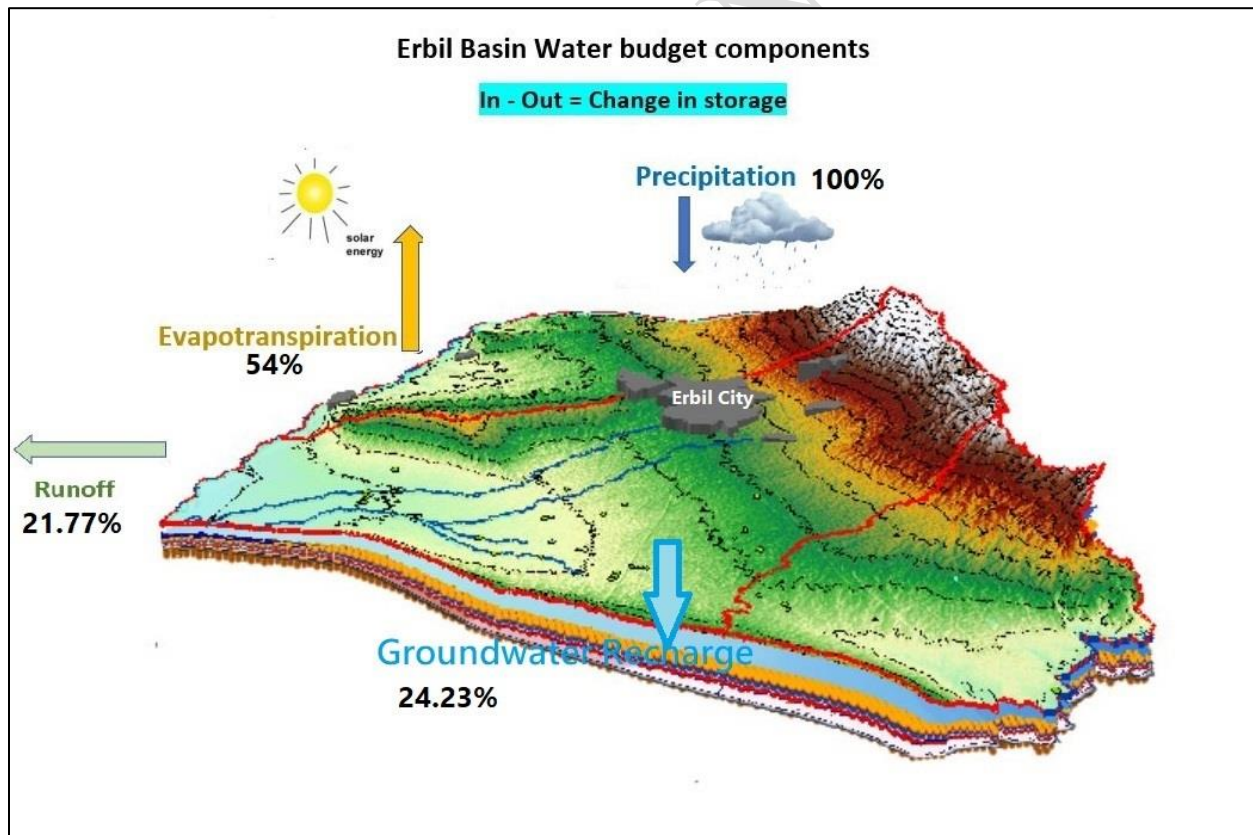 Erbil Basin Water budget components
In - Out = Change in storage
Precipitation 100%
solar
energy
Evapotranspiration
54%
Erbil City
Runoff
21.77%
Groundwater Recharge
24.23%